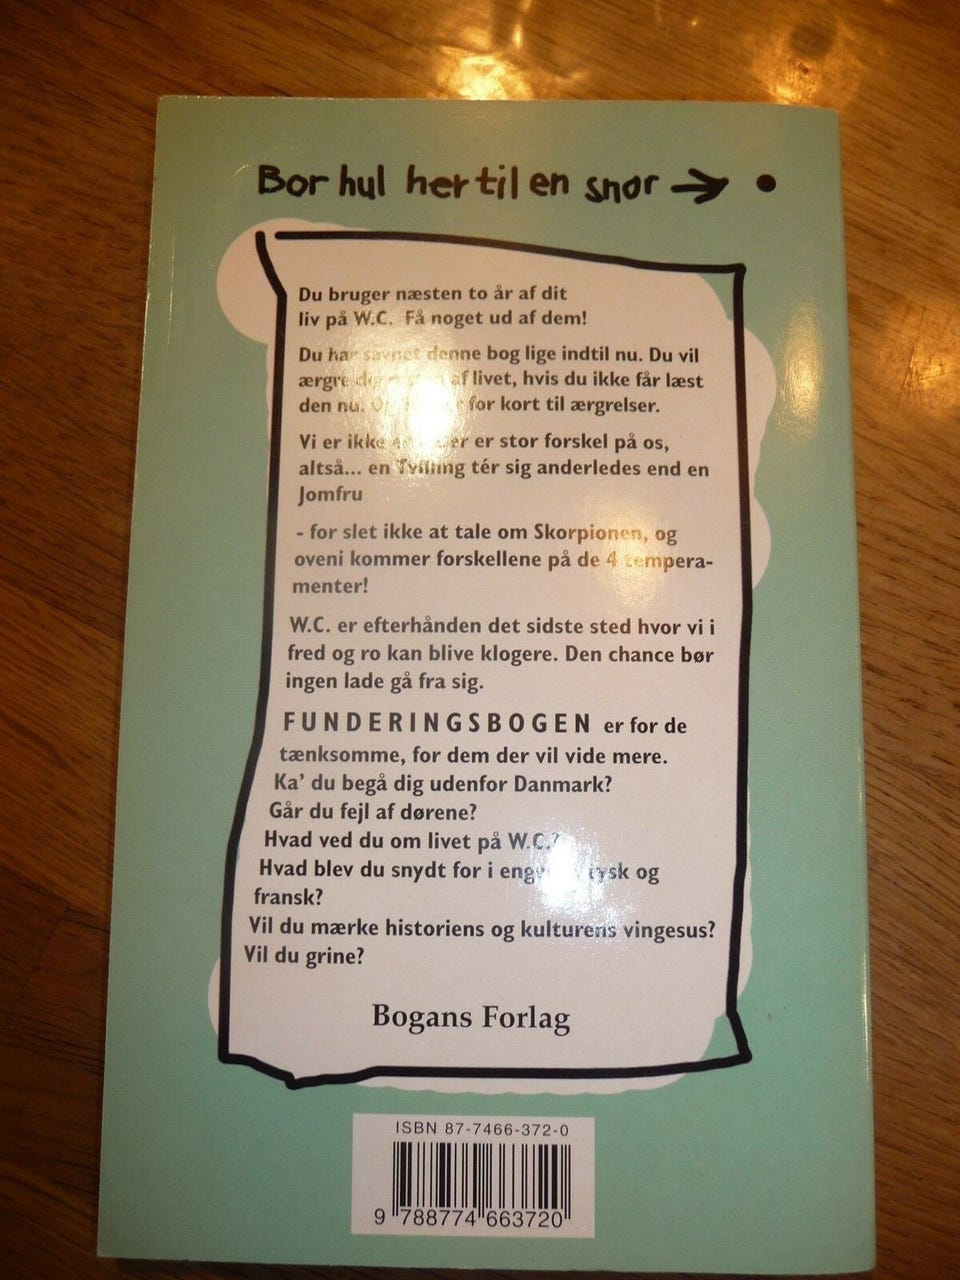 Bor hul her til en snor →
Du bruger næsten to år af dit
liv på W.C. Få noget ud af dem!
Du har savnet denne bog lige indtil nu. Du vil
ærgre af livet, hvis du ikke får læst
den nu. for kort til ærgrelser.
Vi er ikke er stor forskel på os,
altså... en Tvilling tér sig anderledes end en
Jomfru
- for slet ikke at tale om Skorpionen, og
oveni kommer forskellene på de 4 tempera-
menter!
W.C. er efterhånden det sidste sted hvor vi i
fred og ro kan blive klogere. Den chance bør
ingen lade gå fra sig.
FUNDERINGSBOGEN er for de
tænksomme, for dem der vil vide mere.
Ka' du begå dig udenfor Danmark?
Går du fejl af dørene?
Hvad ved du om livet på W.C.?
Hvad blev du snydt for i tysk og
fransk?
Vil du mærke historiens og kulturens vingesus?
Vil du grine?
Bogans Forlag
ISBN 87-7466-372-0
9 788774 663720